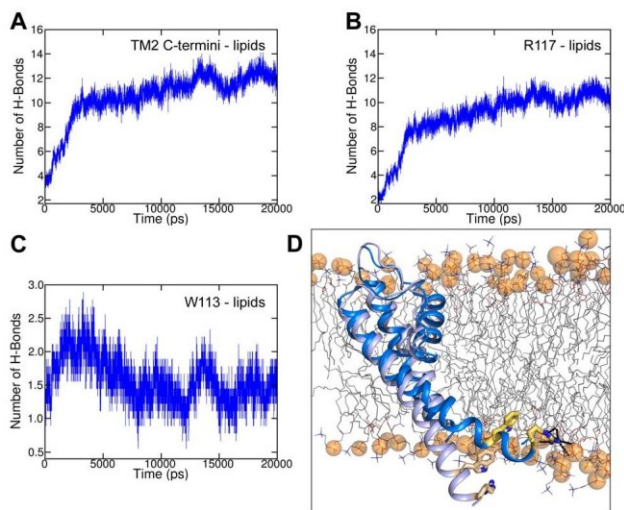 A
TM2 C-termini - lipids
Number of H-Bonds
16
14
12
10
8
6
4
2
0 5000 10000 15000 20000
Time (ps)
B
R117 - lipids
Number of H-Bonds
16
14
12
10
8
6
4
2
0 5000 10000 15000 20000
Time (ps)
C
W113 - lipids
Number of H-Bonds
3.0
2.5
2.0
1.5
1.0
0.5
0 5000 10000 15000 20000
Time (ps)
D